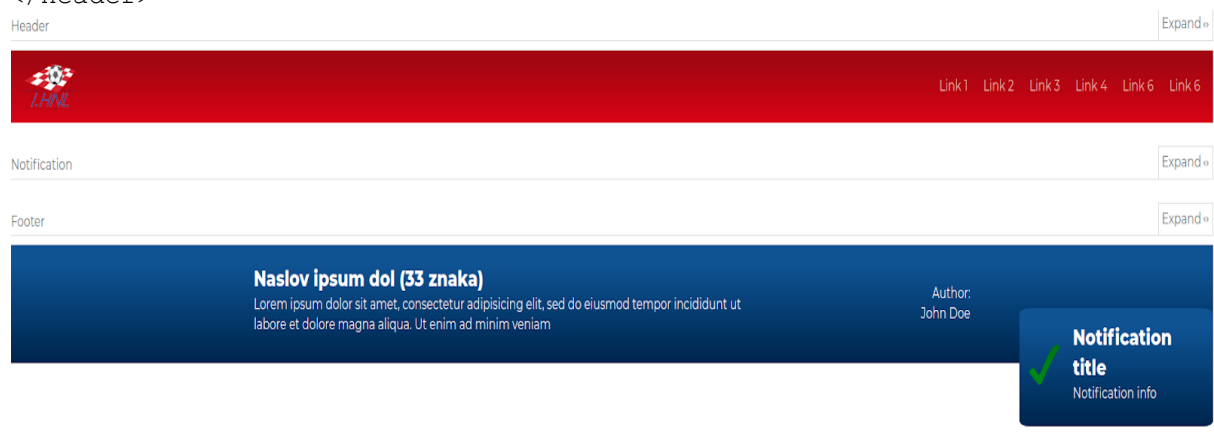 </header>
Header
Expand ‹›
1.HNL
Link 1 Link 2 Link 3 Link 4 Link 6 Link 6
Notification
Expand ‹›
Footer
Expand ‹›
Naslov ipsum dol (33 znaka)
Lorem ipsum dolor sit amet, consectetur adipisicing elit, sed do eiusmod tempor incididunt ut
labore et dolore magna aliqua. Ut enim ad minim veniam
Author:
John Doe
Notification
title
Notification info